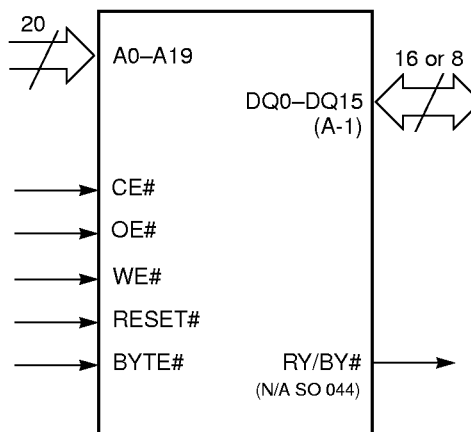 20
A0–A19
16 or 8
DQ0–DQ15
(A-1)
CE#
OE#
WE#
RESET#
BYTE#
RY/BY#
(N/A SO 044)